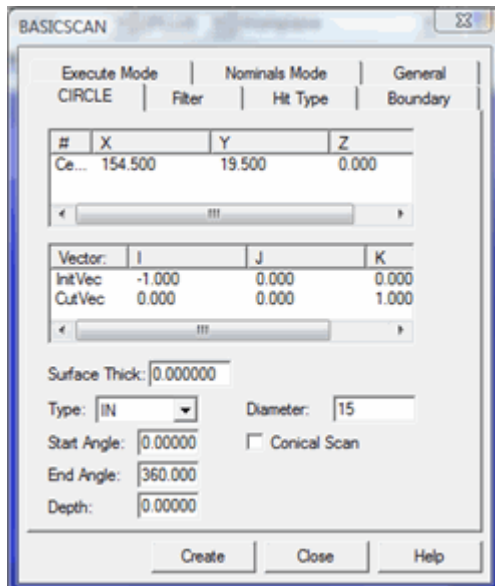 BASICSCAN
Execute Mode Nominals Mode General
CIRCLE Filter Hit Type Boundary
# X Y Z
Ce... 154.500 19.500 0.000
Vector: I J K
InitVec -1.000 0.000 0.000
CutVec 0.000 0.000 1.000
Surface Thick: 0.000000
Type: IN Diameter: 15
Start Angle: 0.00000 Conical Scan
End Angle: 360.000
Depth: 0.00000
Create Close Help